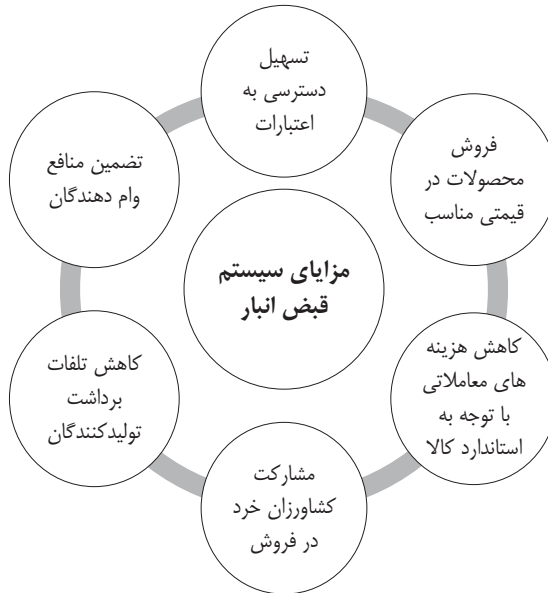 مزایای سیستم
قبض انبار
تسهیل
دسترسی به
اعتبارات
فروش
محصولات در
قیمتی مناسب
کاهش هزینه
های معاملاتی
با توجه به
استاندارد کالا
مشارکت
کشاورزان خرد
در فروش
کاهش تلفات
برداشت
تولیدکنندگان
تضمین منافع
وام دهندگان